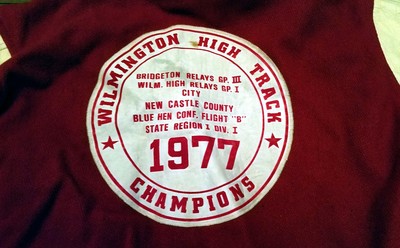 WILMINGTON HIGH TRACK
BRIDGETON RELAYS GP. III
WILM. HIGH RELAYS GP. I
CITY
NEW CASTLE COUNTY
BLUE HEN CONF. FLIGHT "B"
STATE REGION I DIV. I
1977
CHAMPIONS